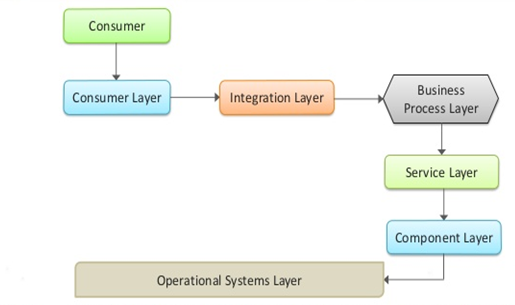 Consumer
Consumer Layer
Integration Layer
Business
Process Layer
Service Layer
Component Layer
Operational Systems Layer